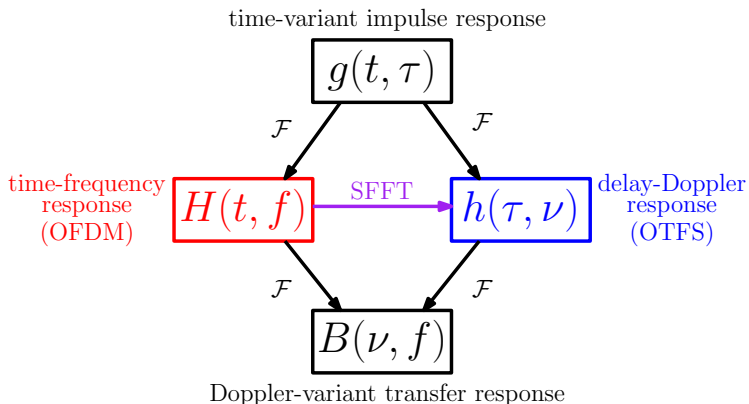 time-variant impulse response
g(t, τ)
ℱ
ℱ
time-frequency
response
(OFDM)
H(t, f)
SFFT
h(τ, ν)
delay-Doppler
response
(OTFS)
ℱ
ℱ
B(ν, f)
Doppler-variant transfer response